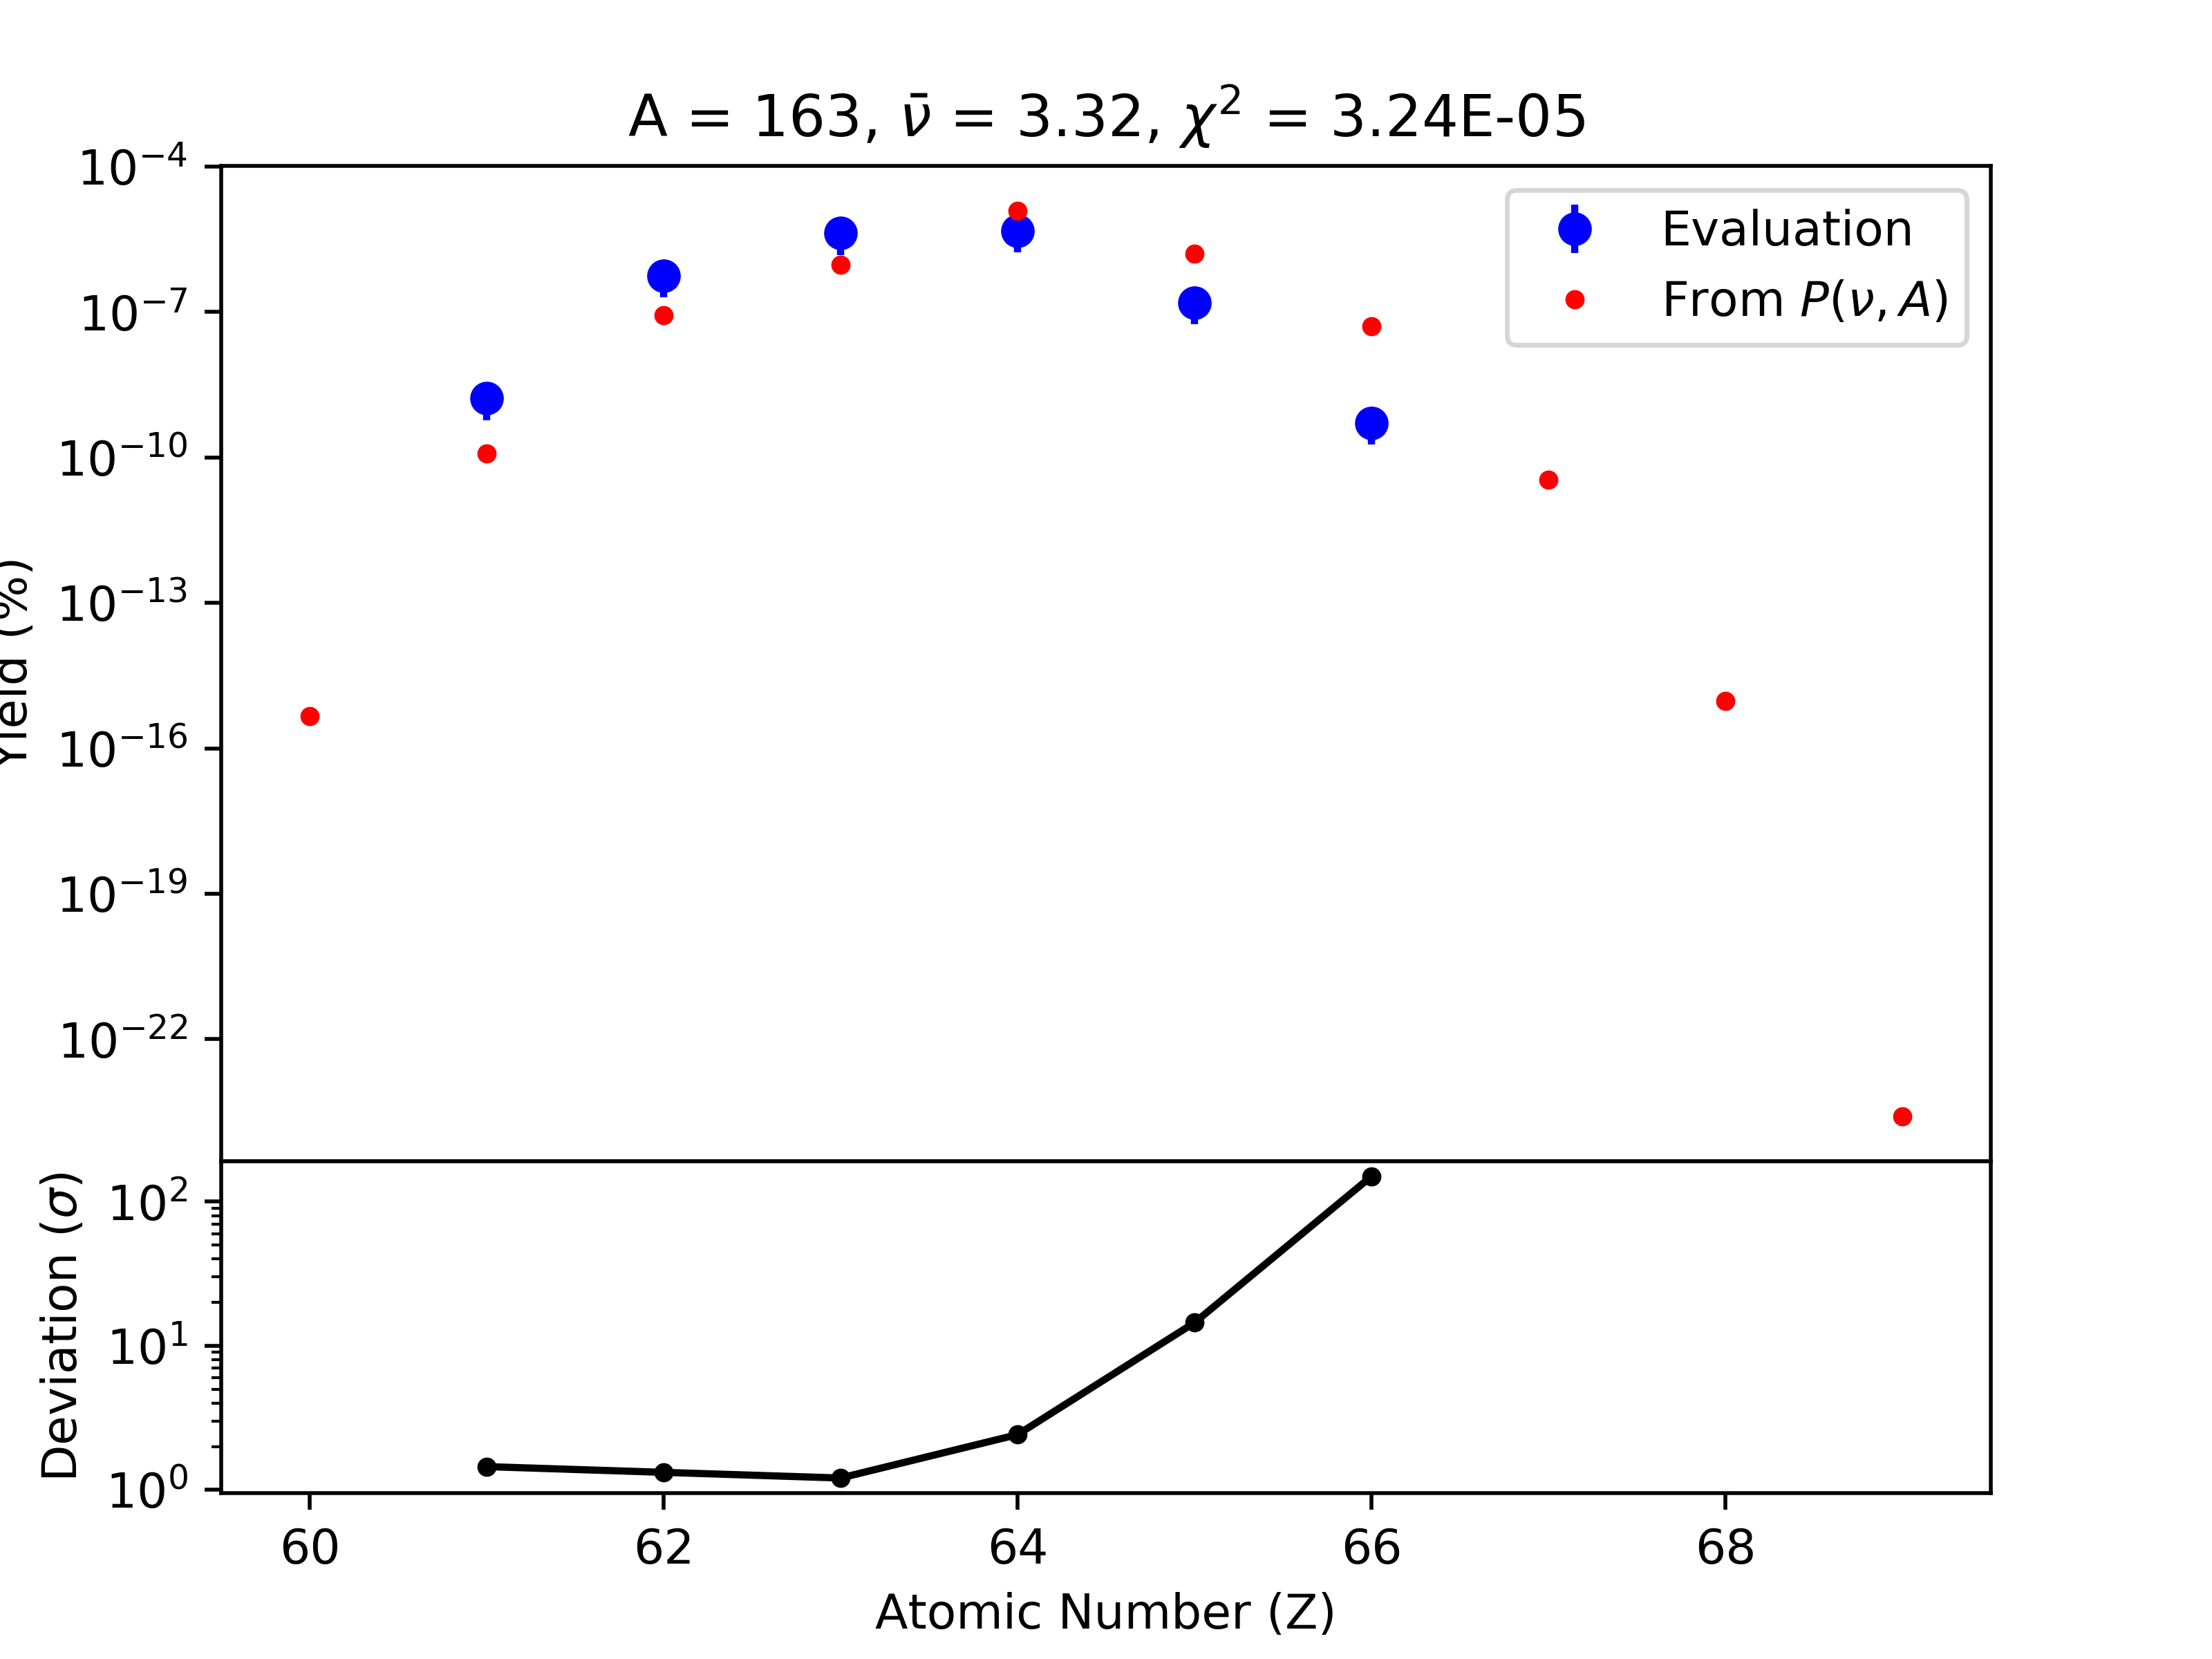 A = 163, ν̄ = 3.32, χ² = 3.24E-05
10⁻⁴
10⁻⁷
10⁻¹⁰
10⁻¹³
10⁻¹⁶
10⁻¹⁹
10⁻²²
Yield (%)
Evaluation
From P(ν, A)
10²
10¹
10⁰
Deviation (σ)
60 62 64 66 68
Atomic Number (Z)